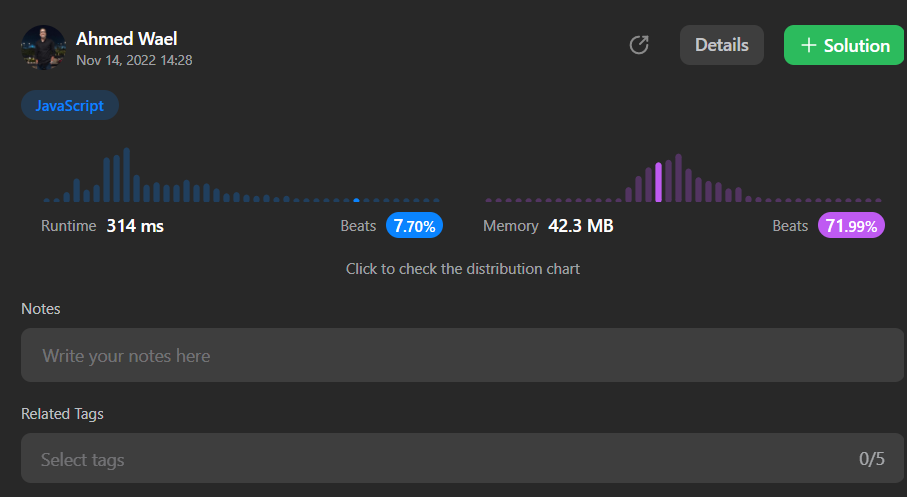 Ahmed Wael
Nov 14, 2022 14:28
Details
+ Solution
JavaScript
Runtime 314 ms Beats 7.70%
Memory 42.3 MB Beats 71.99%
Click to check the distribution chart
Notes
Write your notes here
Related Tags
Select tags 0/5